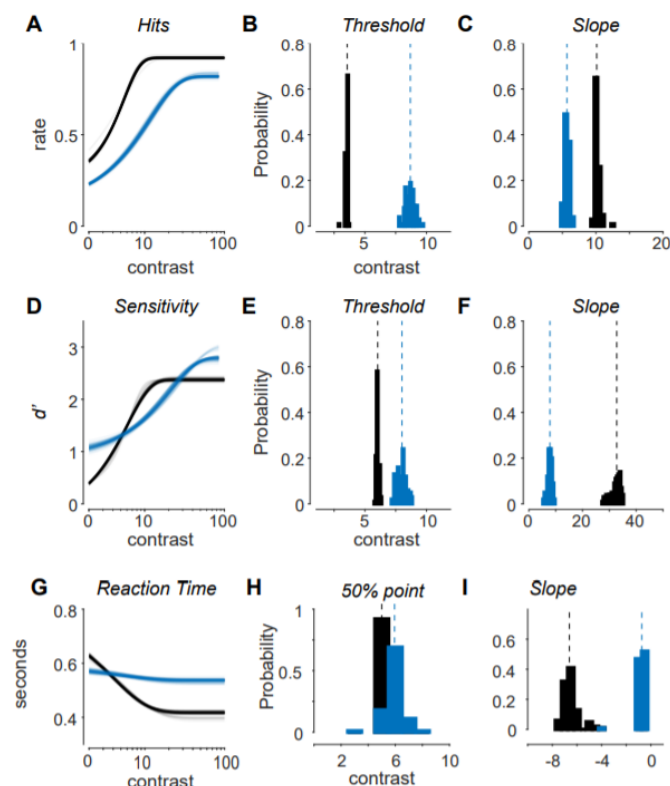 A Hits B Threshold C Slope
1 0.8 0.8
0.6 0.6
rate 0.5 Probability 0.4 0.4
0.2 0.2
0 0 0
0 10 100 5 10 0 10 20
contrast contrast
D Sensitivity E Threshold F Slope
0.8 0.8
3 0.6 0.6
d' 2 Probability 0.4 0.4
1 0.2 0.2
0 0 0
0 10 100 5 10 0 20 40
contrast contrast
G Reaction Time H 50% point I Slope
0.8 1 0.6
seconds 0.6 Probability 0.5 0.4
0.4 0.2
0 0
0 10 100 2 6 10 -8 -4 0
contrast contrast